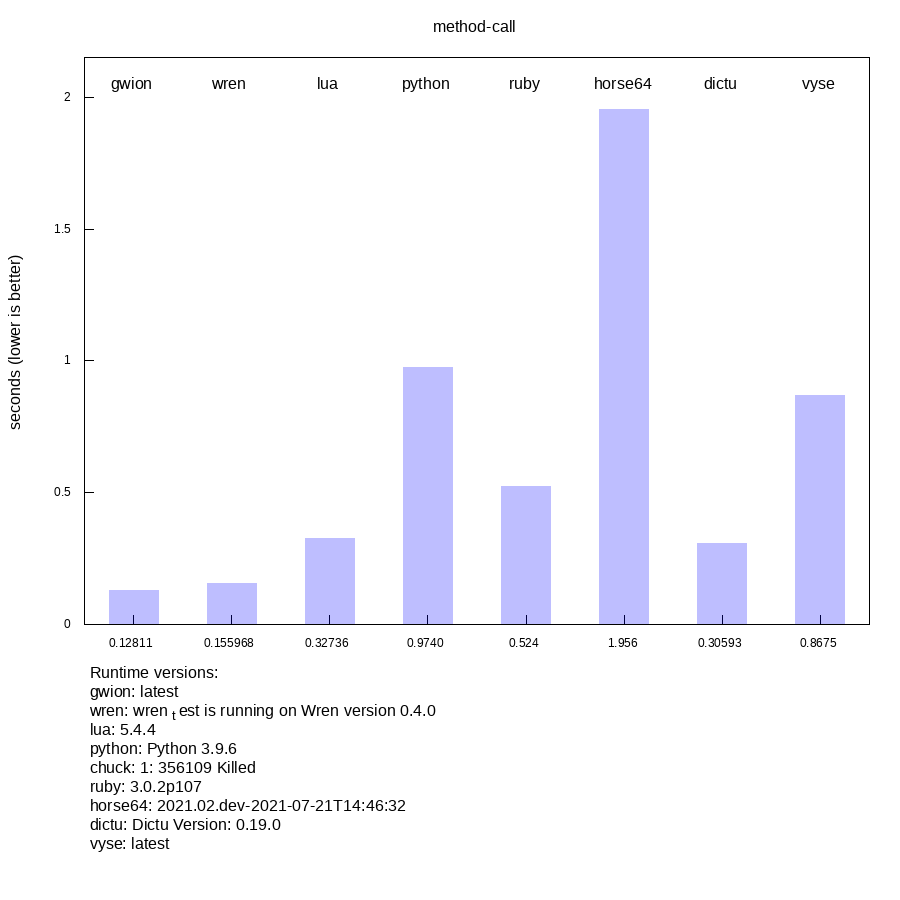 method-call
gwion wren lua python ruby horse64 dictu vyse
seconds (lower is better)
2
1.5
1
0.5
0
0.12811 0.155968 0.32736 0.9740 0.524 1.956 0.30593 0.8675
Runtime versions:
gwion: latest
wren: wren t est is running on Wren version 0.4.0
lua: 5.4.4
python: Python 3.9.6
chuck: 1: 356109 Killed
ruby: 3.0.2p107
horse64: 2021.02.dev-2021-07-21T14:46:32
dictu: Dictu Version: 0.19.0
vyse: latest